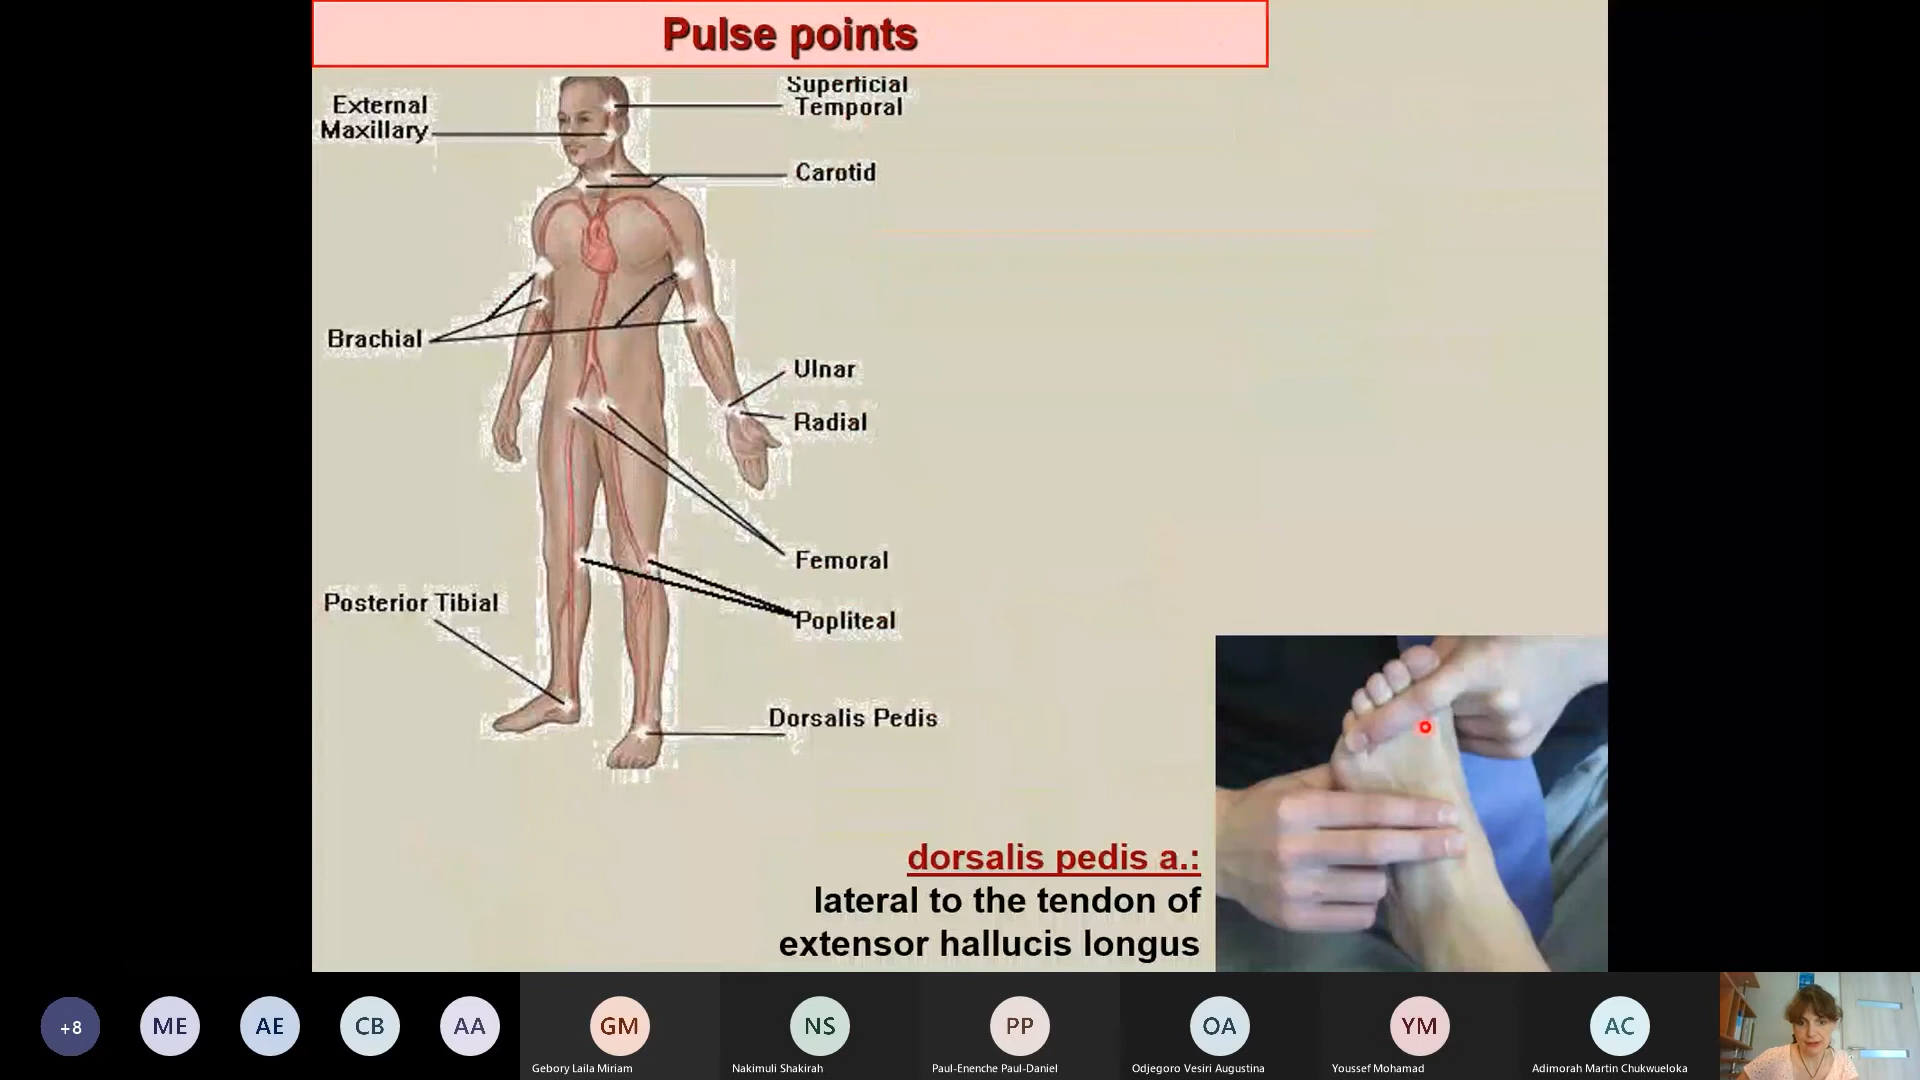 Pulse points
Superficial
Temporal
External
Maxillary
Carotid
Brachial
Ulnar
Radial
Femoral
Popliteal
Posterior Tibial
Dorsalis Pedis
dorsalis pedis a.:
lateral to the tendon of
extensor hallucis longus
+8
ME
AE
CB
AA
GM
NS
PP
OA
YM
AC
Gebory Laila Miriam
Nakimuli Shakirah
Paul-Enenche Paul-Daniel
Odjegoro Vesiri Augustina
Youssef Mohamad
Adimorah Martin Chukwueloka